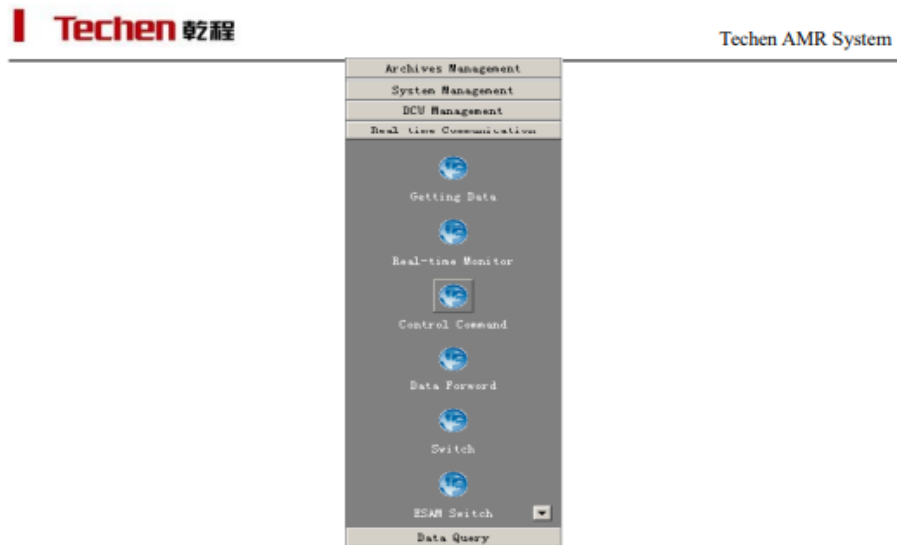 Techen 乾程
Techen AMR System
Archives Management
System Management
DCU Management
Real time Communication
Getting Data
Real-time Monitor
Control Command
Data Forword
Switch
ESAM Switch
Data Query